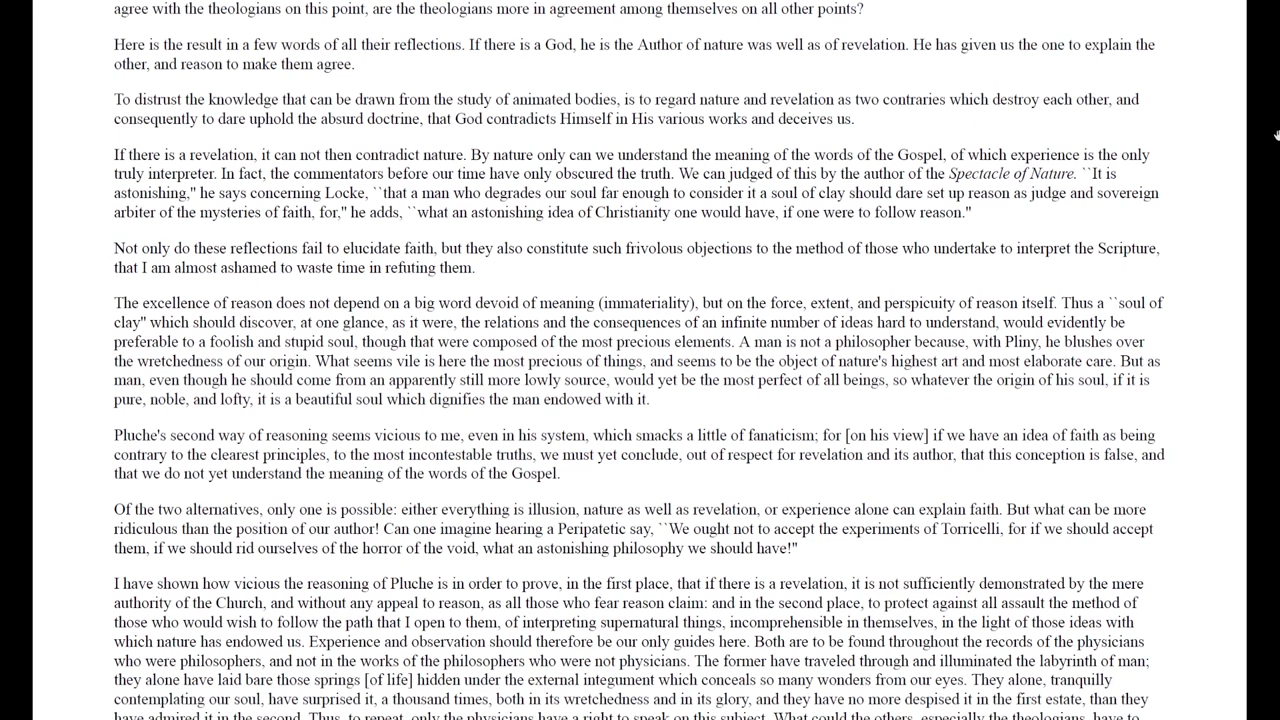 agree with the theologians on this point, are the theologians more in agreement among themselves on all other points?
Here is the result in a few words of all their reflections. If there is a God, he is the Author of nature was well as of revelation. He has given us the one to explain the
other, and reason to make them agree.
To distrust the knowledge that can be drawn from the study of animated bodies, is to regard nature and revelation as two contraries which destroy each other, and
consequently to dare uphold the absurd doctrine, that God contradicts Himself in His various works and deceives us.
If there is a revelation, it can not then contradict nature. By nature only can we understand the meaning of the words of the Gospel, of which experience is the only
truly interpreter. In fact, the commentators before our time have only obscured the truth. We can judged of this by the author of the Spectacle of Nature. ``It is
astonishing,'' he says concerning Locke, ``that a man who degrades our soul far enough to consider it a soul of clay should dare set up reason as judge and sovereign
arbiter of the mysteries of faith, for,'' he adds, ``what an astonishing idea of Christianity one would have, if one were to follow reason.''
Not only do these reflections fail to elucidate faith, but they also constitute such frivolous objections to the method of those who undertake to interpret the Scripture,
that I am almost ashamed to waste time in refuting them.
The excellence of reason does not depend on a big word devoid of meaning (immateriality), but on the force, extent, and perspicuity of reason itself. Thus a ``soul of
clay'' which should discover, at one glance, as it were, the relations and the consequences of an infinite number of ideas hard to understand, would evidently be
preferable to a foolish and stupid soul, though that were composed of the most precious elements. A man is not a philosopher because, with Pliny, he blushes over
the wretchedness of our origin. What seems vile is here the most precious of things, and seems to be the object of nature's highest art and most elaborate care. But as
man, even though he should come from an apparently still more lowly source, would yet be the most perfect of all beings, so whatever the origin of his soul, if it is
pure, noble, and lofty, it is a beautiful soul which dignifies the man endowed with it.
Pluche's second way of reasoning seems vicious to me, even in his system, which smacks a little of fanaticism; for [on his view] if we have an idea of faith as being
contrary to the clearest principles, to the most incontestable truths, we must yet conclude, out of respect for revelation and its author, that this conception is false, and
that we do not yet understand the meaning of the words of the Gospel.
Of the two alternatives, only one is possible: either everything is illusion, nature as well as revelation, or experience alone can explain faith. But what can be more
ridiculous than the position of our author! Can one imagine hearing a Peripatetic say, ``We ought not to accept the experiments of Torricelli, for if we should accept
them, if we should rid ourselves of the horror of the void, what an astonishing philosophy we should have!''
I have shown how vicious the reasoning of Pluche is in order to prove, in the first place, that if there is a revelation, it is not sufficiently demonstrated by the mere
authority of the Church, and without any appeal to reason, as all those who fear reason claim: and in the second place, to protect against all assault the method of
those who would wish to follow the path that I open to them, of interpreting supernatural things, incomprehensible in themselves, in the light of those ideas with
which nature has endowed us. Experience and observation should therefore be our only guides here. Both are to be found throughout the records of the physicians
who were philosophers, and not in the works of the philosophers who were not physicians. The former have traveled through and illuminated the labyrinth of man;
they alone have laid bare those springs [of life] hidden under the external integument which conceals so many wonders from our eyes. They alone, tranquilly
contemplating our soul, have surprised it, a thousand times, both in its wretchedness and in its glory, and they have no more despised it in the first estate, than they
have admired it in the second. Thus, to repeat, only the physicians have a right to speak on this subject. What could the others, especially the theologians, have to